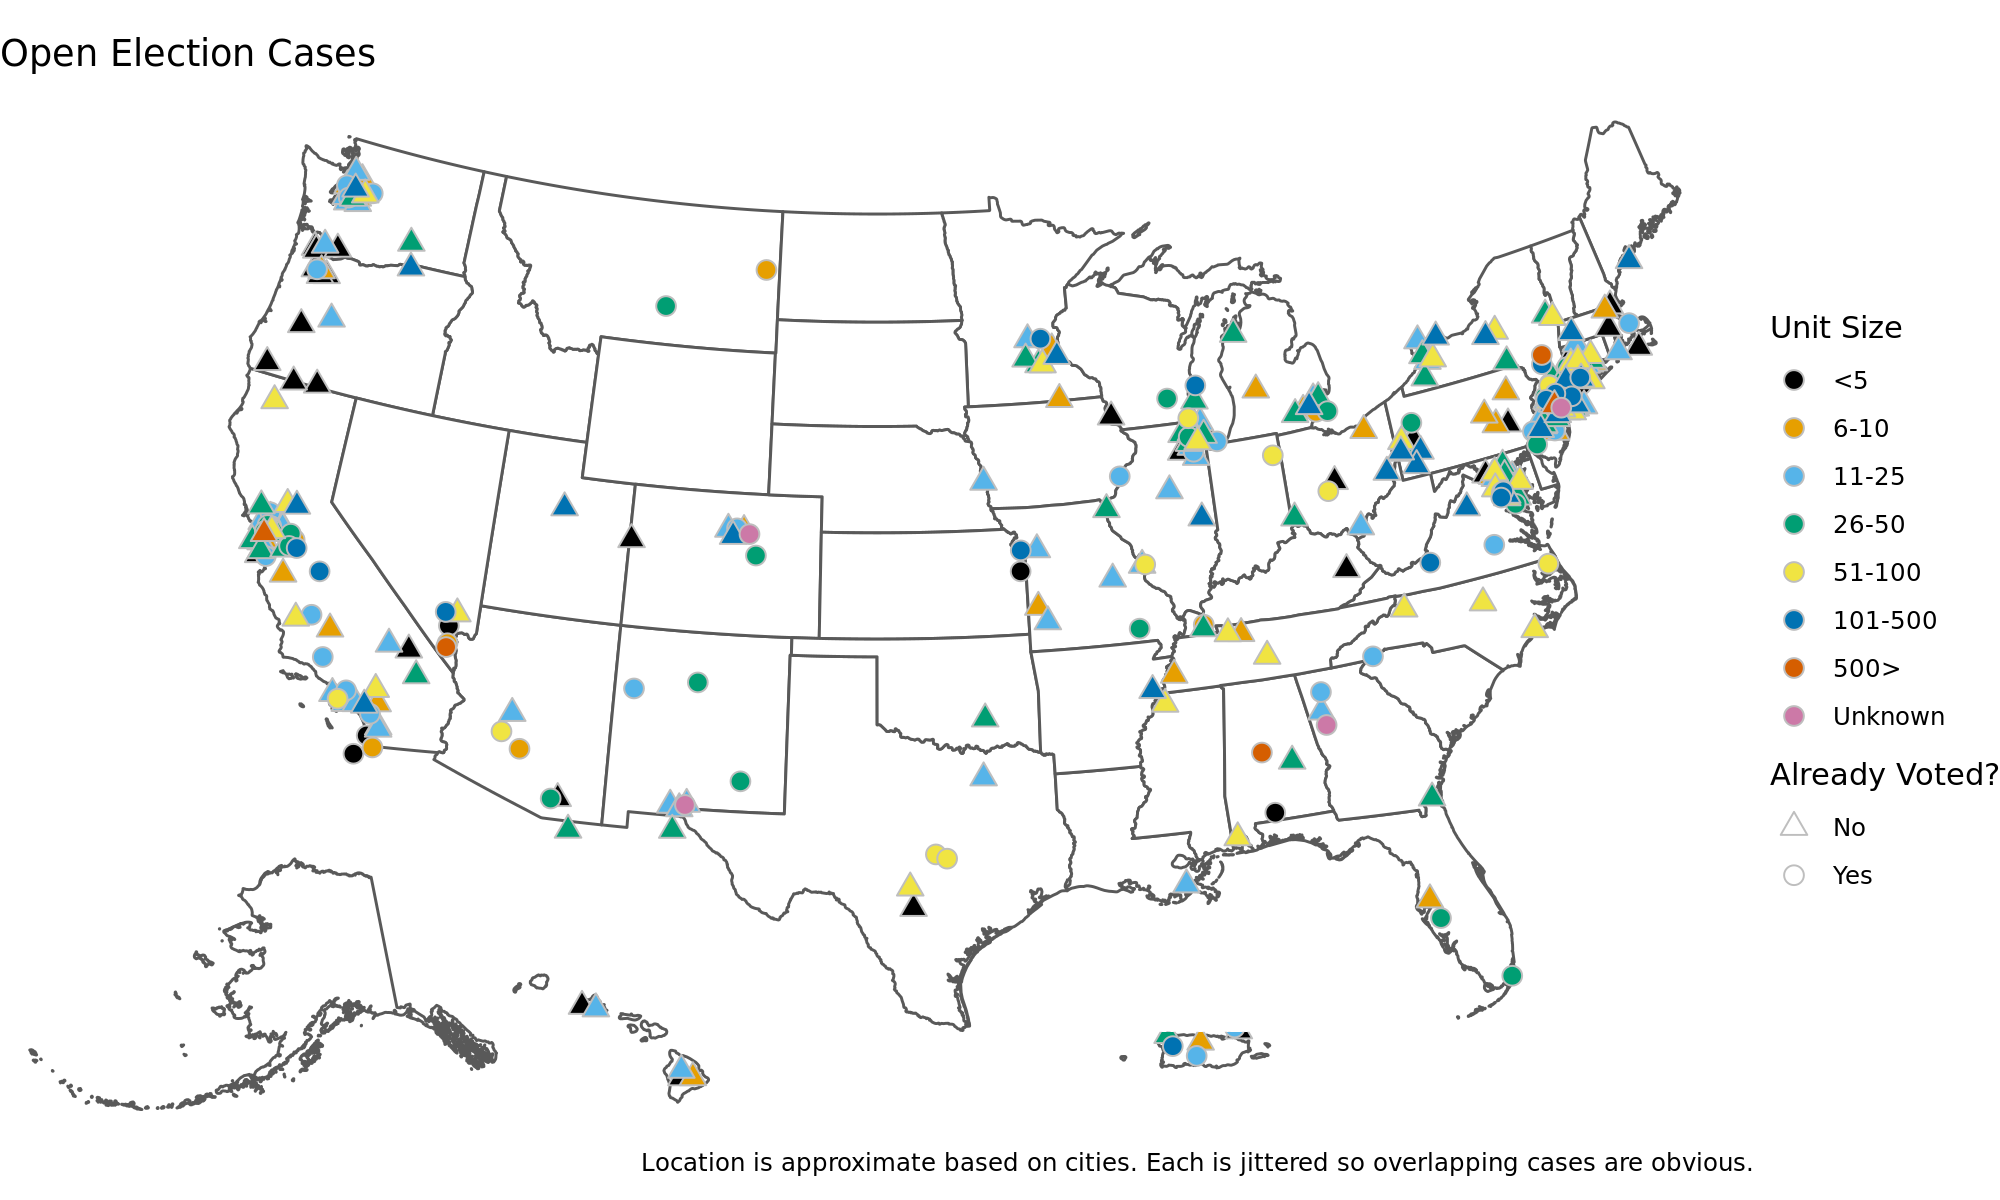 Open Election Cases
Unit Size
<5
6-10
11-25
26-50
51-100
101-500
500>
Unknown
Already Voted?
No
Yes
Location is approximate based on cities. Each is jittered so overlapping cases are obvious.